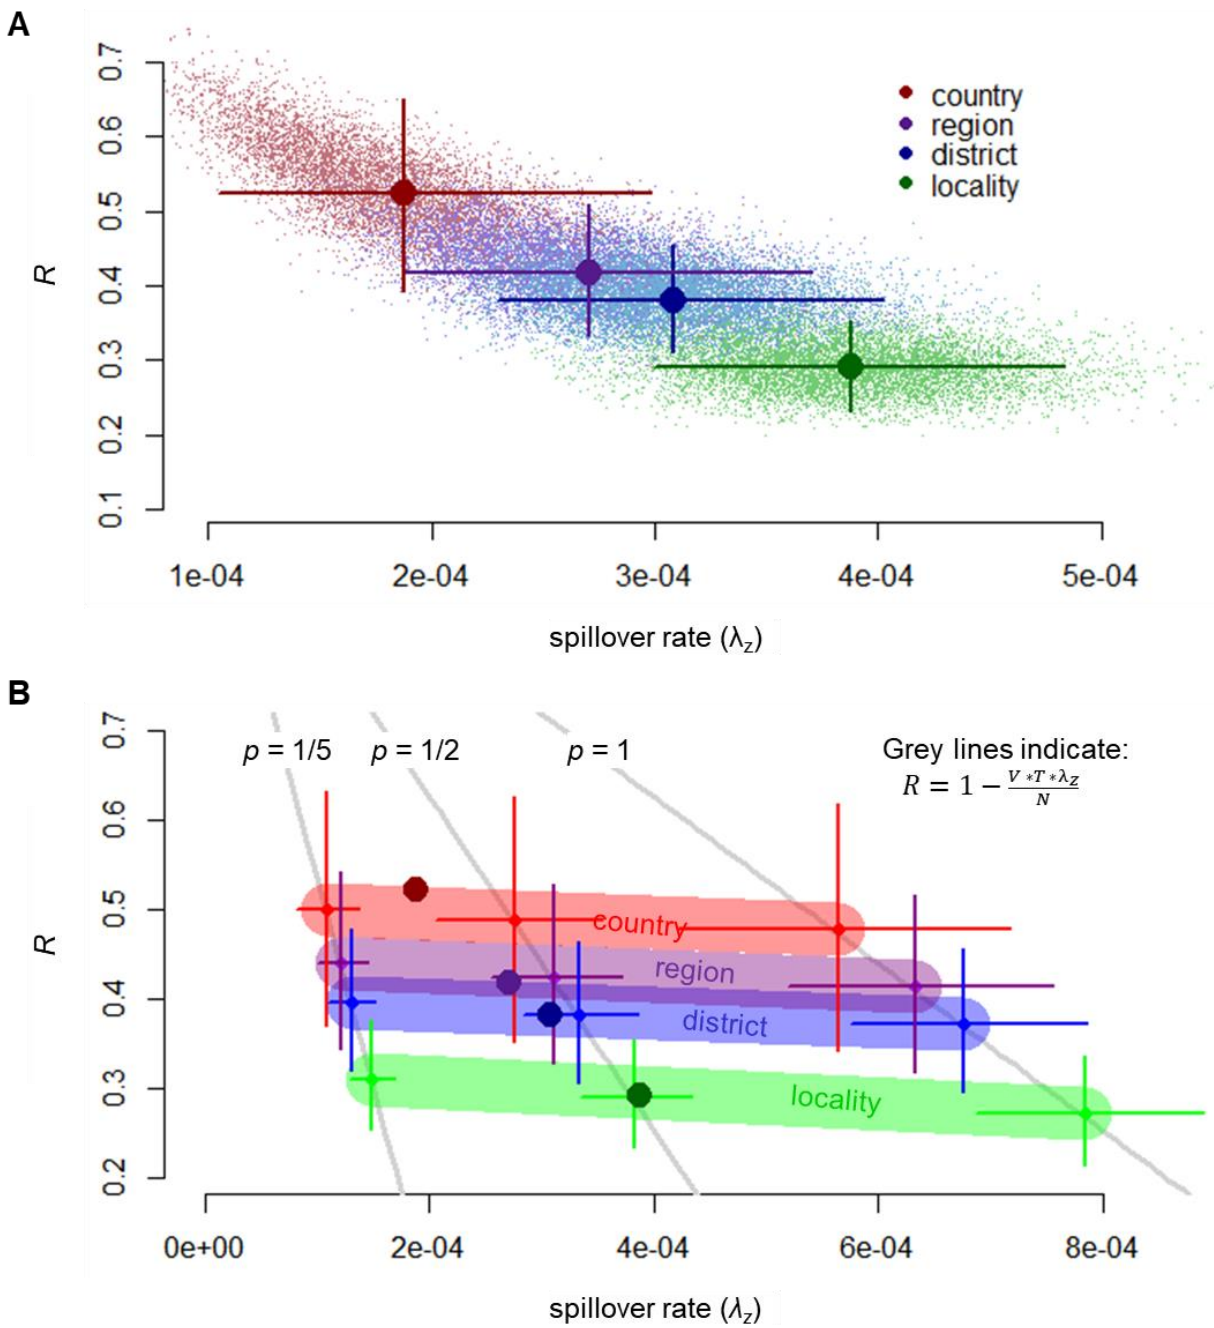 A
0.7
0.6
0.5
0.4
0.3
0.2
0.1
R
country
region
district
locality
1e-04 2e-04 3e-04 4e-04 5e-04
spillover rate (λz)
B
0.7
0.6
0.5
0.4
0.3
0.2
R
p = 1/5 p = 1/2 p = 1
Grey lines indicate:
R = 1 − V *T *λZ / N
country
region
district
locality
0e+00 2e-04 4e-04 6e-04 8e-04
spillover rate (λz)